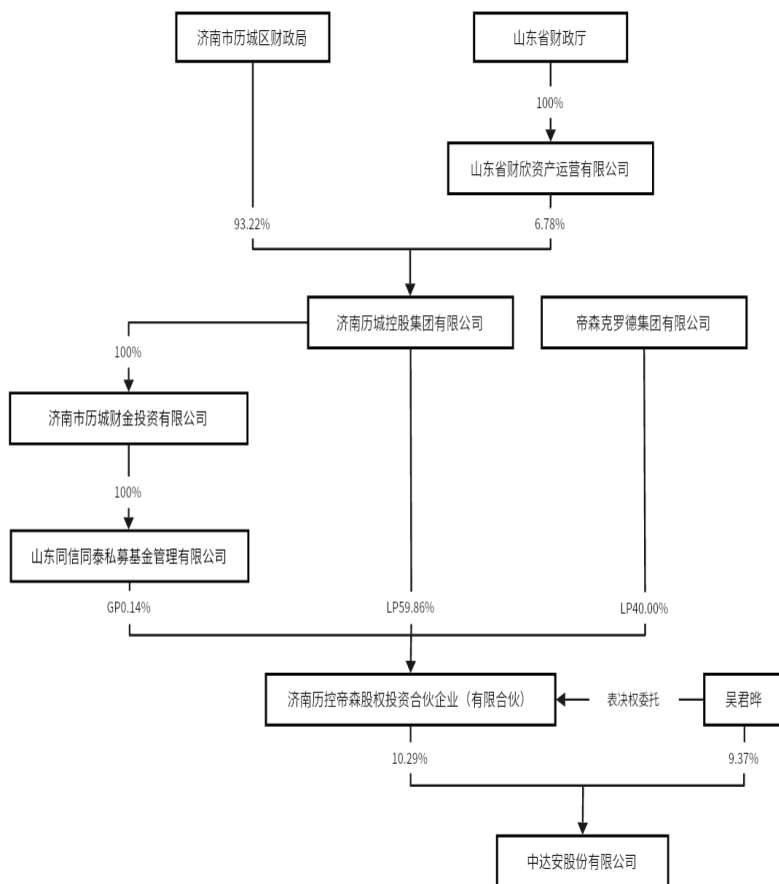 济南市历城区财政局
山东省财政厅
100%
山东省财欣资产运营有限公司
93.22%
6.78%
济南历城控股集团有限公司
帝森克罗德集团有限公司
100%
济南市历城财金投资有限公司
100%
山东同信同泰私募基金管理有限公司
GP0.14%
LP59.86%
LP40.00%
济南历控帝森股权投资合伙企业（有限合伙）
表决权委托
吴君晔
10.29%
9.37%
中达安股份有限公司